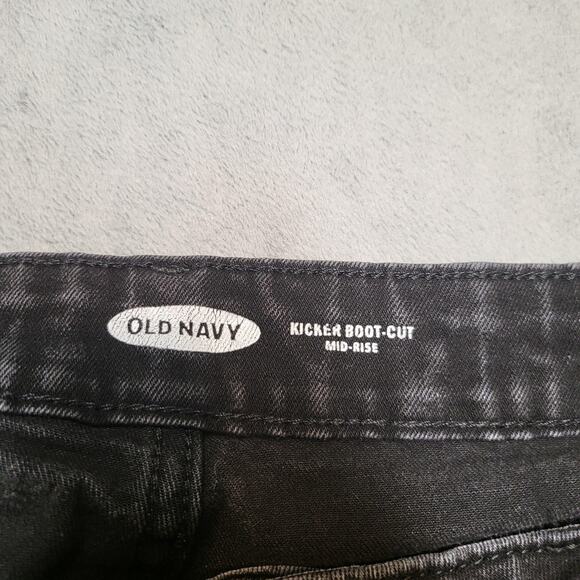 OLD NAVY
KICKER BOOT-CUT
MID-RISE